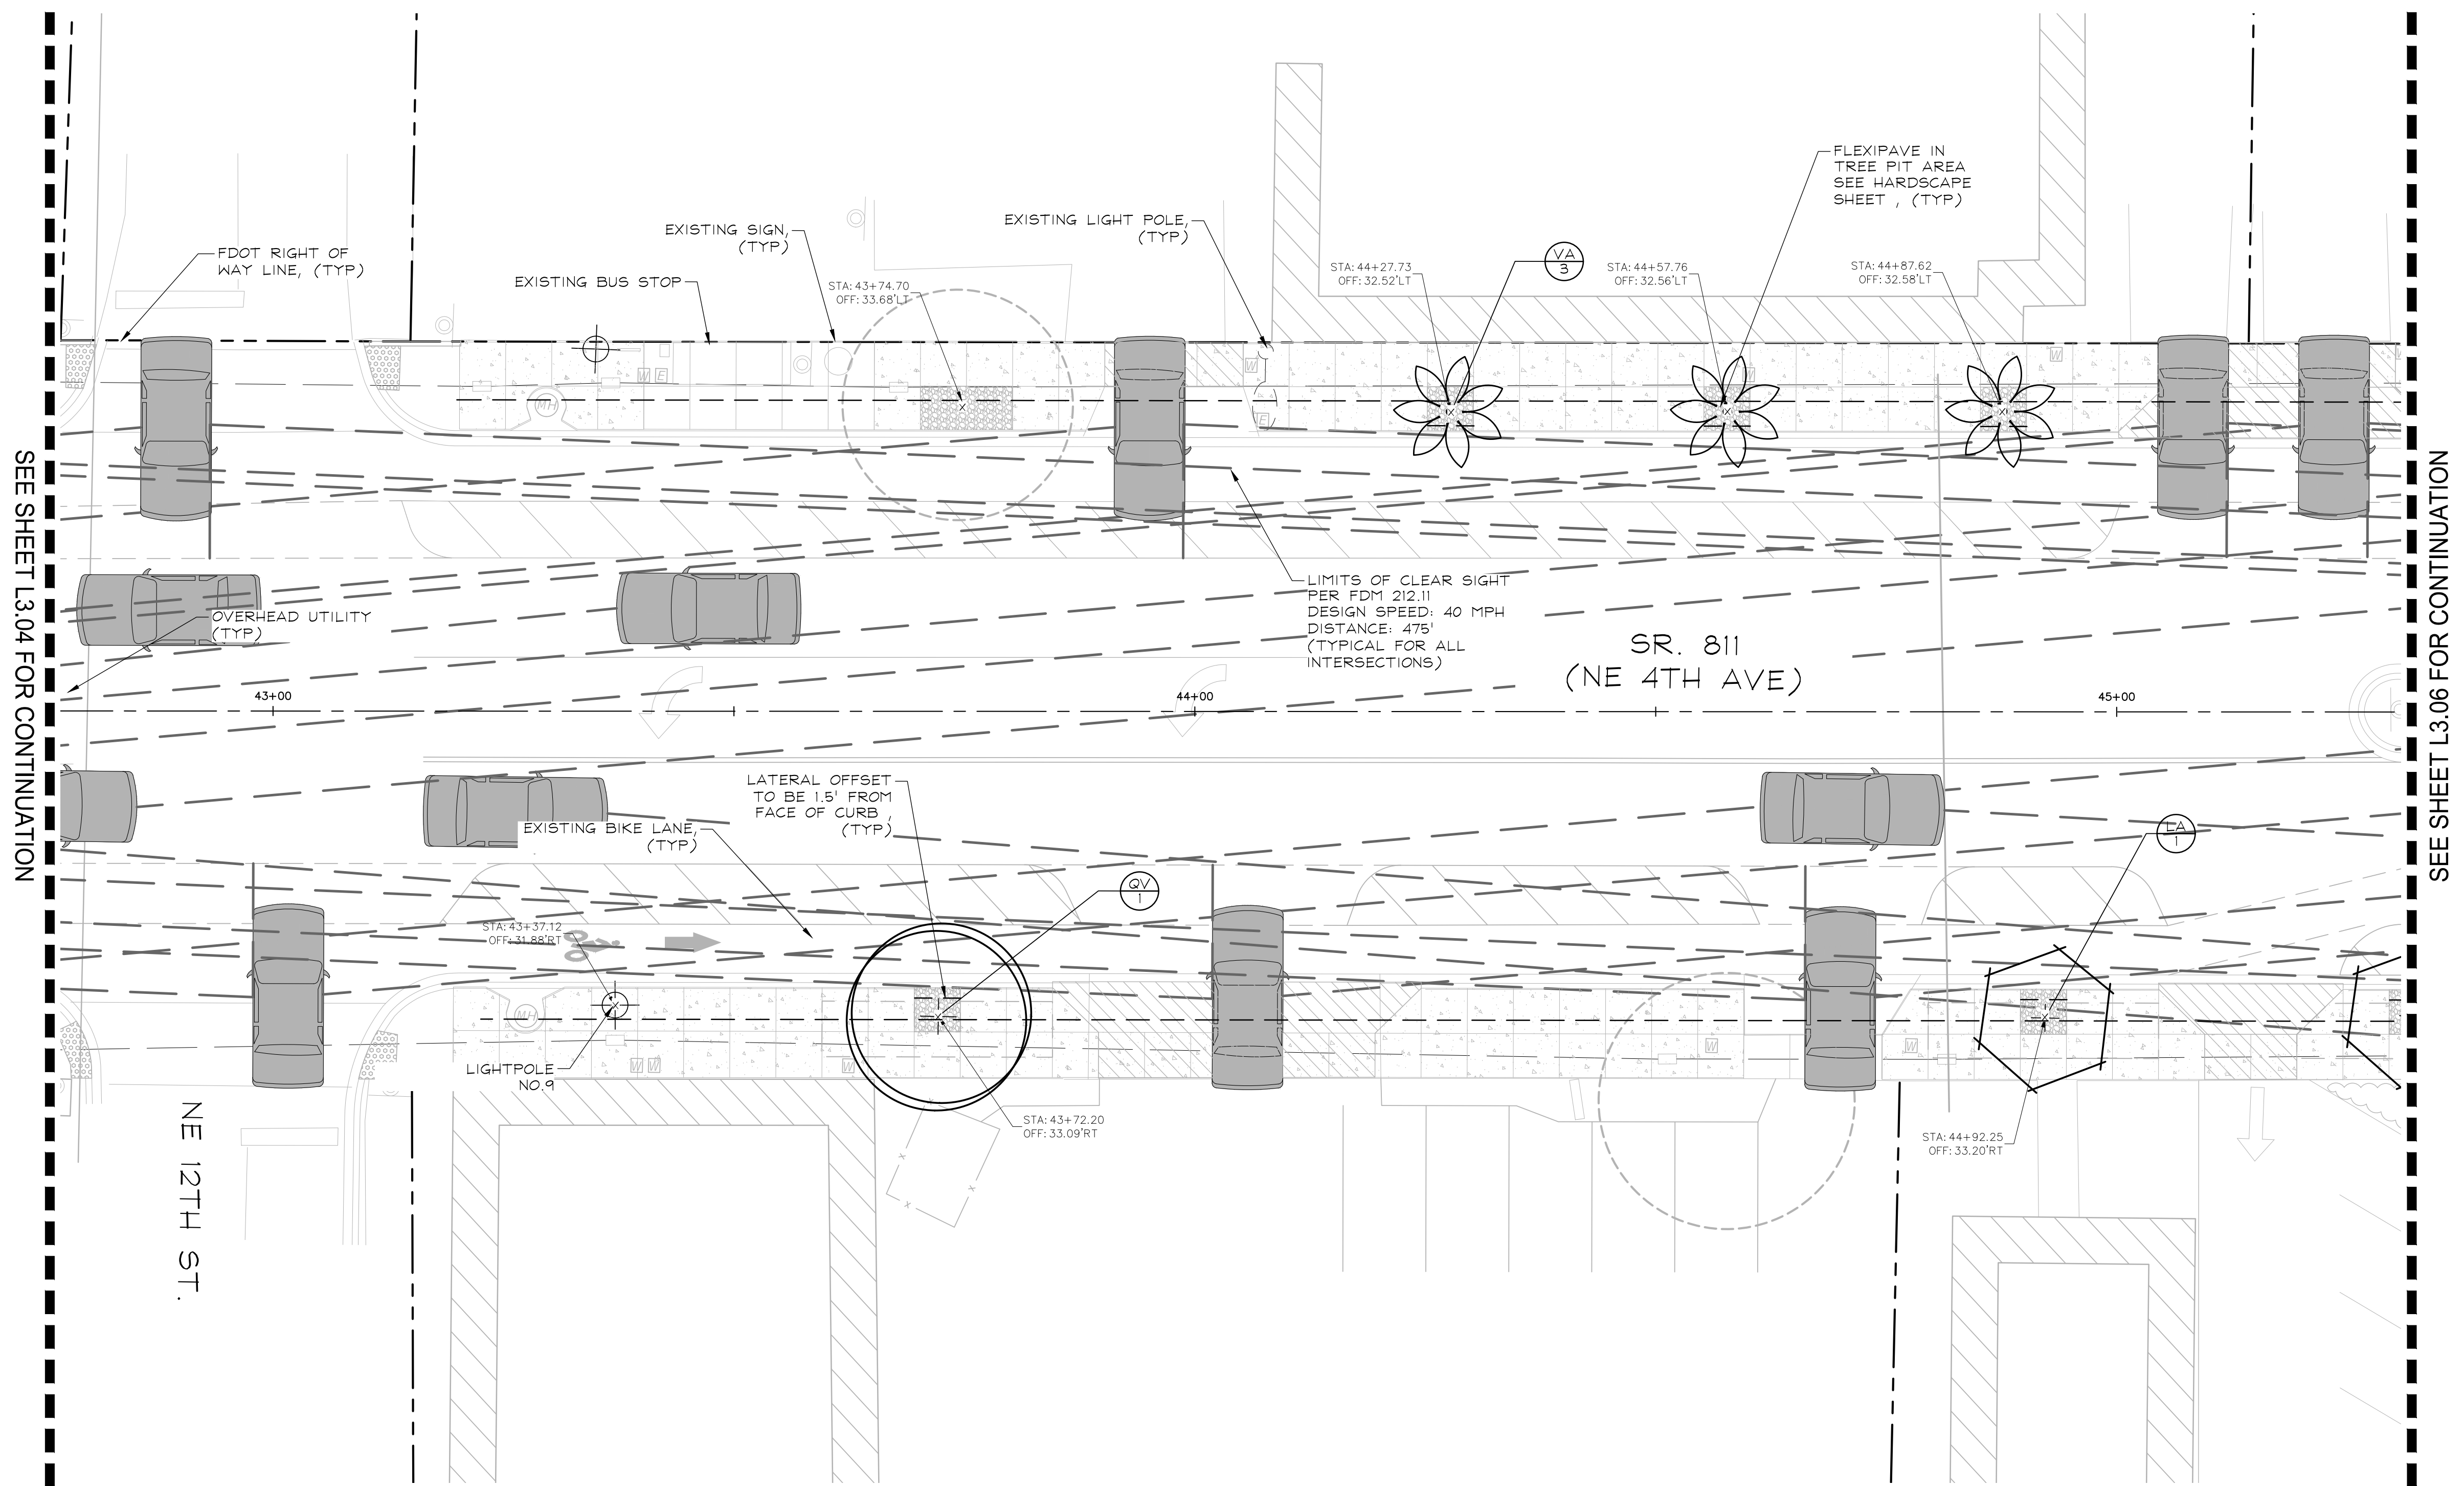 SEE SHEET L3.04 FOR CONTINUATION
FDOT RIGHT OF
WAY LINE, (TYP)
EXISTING BUS STOP
EXISTING SIGN,
(TYP)
STA: 43+74.70
OFF: 33.68'LT
EXISTING LIGHT POLE,
(TYP)
STA: 44+27.73
OFF: 32.52'LT
VA
3
STA: 44+57.76
OFF: 32.56'LT
FLEXIPAVE IN
TREE PIT AREA
SEE HARDSCAPE
SHEET , (TYP)
STA: 44+87.62
OFF: 32.58'LT
W
E
MH
W
E
W
W
OVERHEAD UTILITY
(TYP)
LIMITS OF CLEAR SIGHT
PER FDM 212.11
DESIGN SPEED: 40 MPH
DISTANCE: 475'
(TYPICAL FOR ALL
INTERSECTIONS)
SR. 811
(NE 4TH AVE)
43+00
44+00
45+00
LATERAL OFFSET
TO BE 1.5' FROM
FACE OF CURB ,
(TYP)
EXISTING BIKE LANE,
(TYP)
QV
1
LA
1
STA: 43+37.12
OFF: 31.88'RT
MH
W
W
W
W
W
LIGHTPOLE
NO.9
STA: 43+72.20
OFF: 33.09'RT
STA: 44+92.25
OFF: 33.20'RT
NE 12TH ST.
SEE SHEET L3.06 FOR CONTINUATION